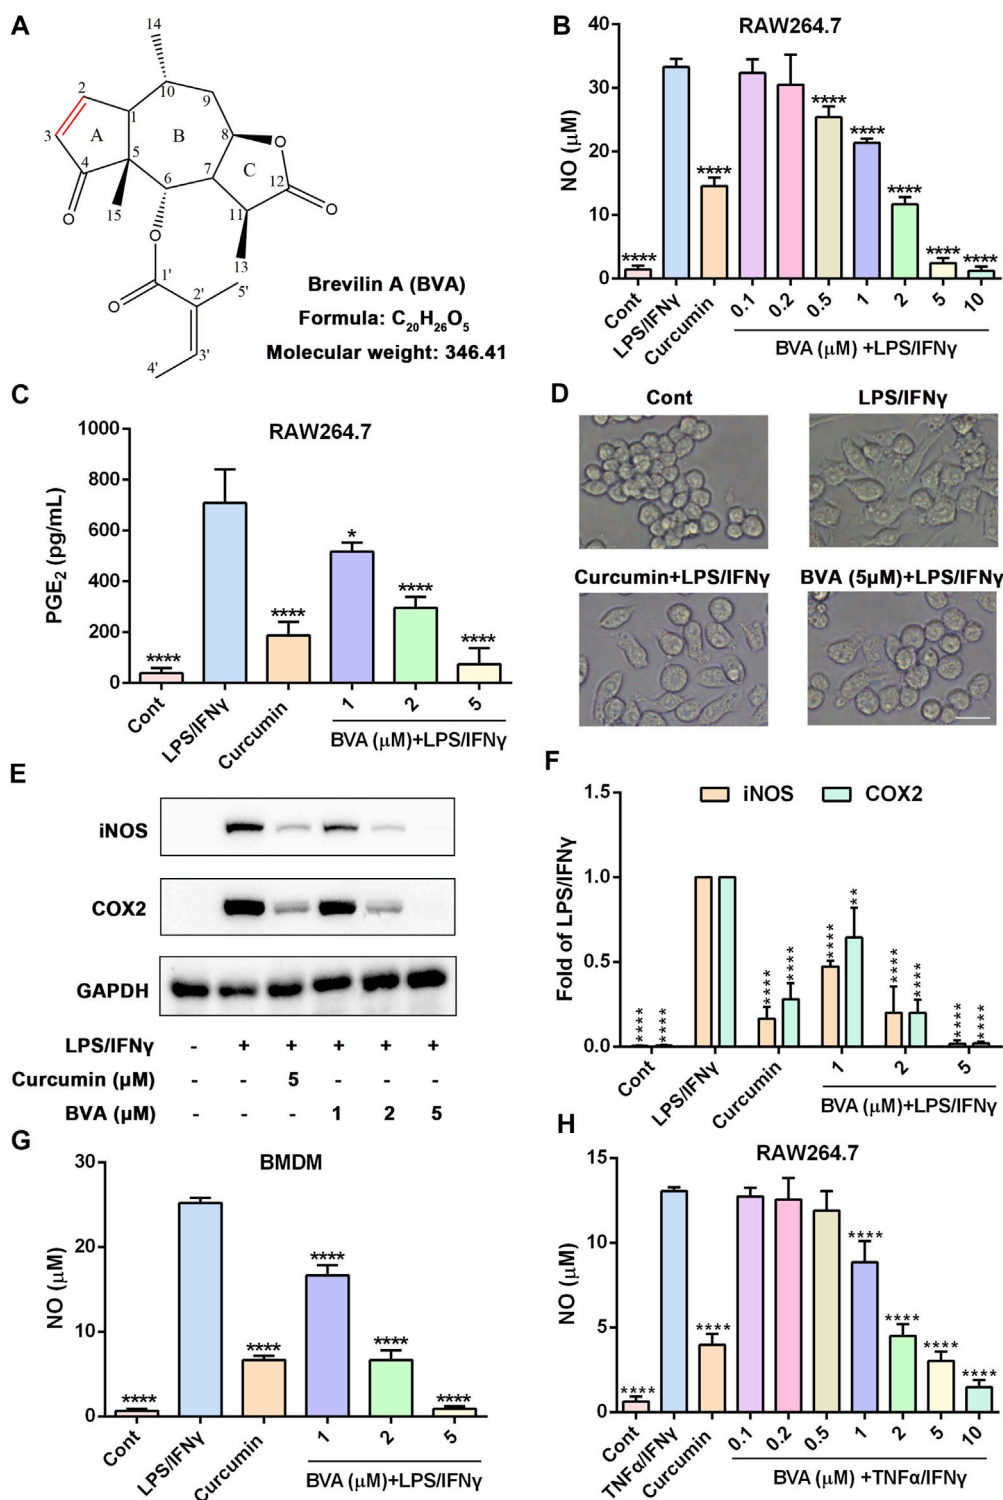 A
14
10
9
2
1
3
A
B
8
O
4
5
7
C
12
O
6
11
O
15
O
13
1'
5'
O
2'
4'
3'
Brevilin A (BVA)
Formula: C20H26O5
Molecular weight: 346.41
B
RAW264.7
NO (μM)
40
30
20
10
0
****
****
****
****
****
****
****
Cont
LPS/IFNγ
Curcumin
0.1
0.2
0.5
1
2
5
10
BVA (μM) +LPS/IFNγ
C
RAW264.7
PGE2 (pg/mL)
1000
800
600
400
200
0
****
****
*
****
****
Cont
LPS/IFNγ
Curcumin
1
2
5
BVA (μM)+LPS/IFNγ
D
Cont
LPS/IFNγ
Curcumin+LPS/IFNγ
BVA (5μM)+LPS/IFNγ
E
iNOS
COX2
GAPDH
LPS/IFNγ - + + + + +
Curcumin (μM) - - 5 - - -
BVA (μM) - - - 1 2 5
F
iNOS
COX2
Fold of LPS/IFNγ
1.5
1.0
0.5
0.0
****
****
****
****
****
**
****
****
****
****
Cont
LPS/IFNγ
Curcumin
1
2
5
BVA (μM)+LPS/IFNγ
G
BMDM
NO (μM)
30
20
10
0
****
****
****
****
****
Cont
LPS/IFNγ
Curcumin
1
2
5
BVA (μM)+LPS/IFNγ
H
RAW264.7
NO (μM)
15
10
5
0
****
****
****
****
****
****
Cont
TNFα/IFNγ
Curcumin
0.1
0.2
0.5
1
2
5
10
BVA (μM) +TNFα/IFNγ